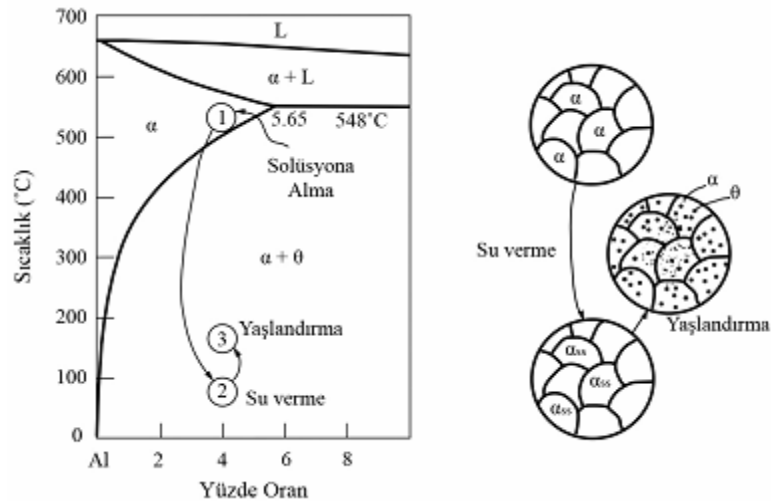 700
L
600
α + L
1
5.65
548˚C
500
α
Solüsyona
Alma
Sıcaklık (˚C)
400
300
α + θ
200
3
Yaşlandırma
100
2
Su verme
0
Al
2
4
6
8
Yüzde Oran
α
α
α
α
θ
Su verme
Yaşlandırma
αss
αss
αss